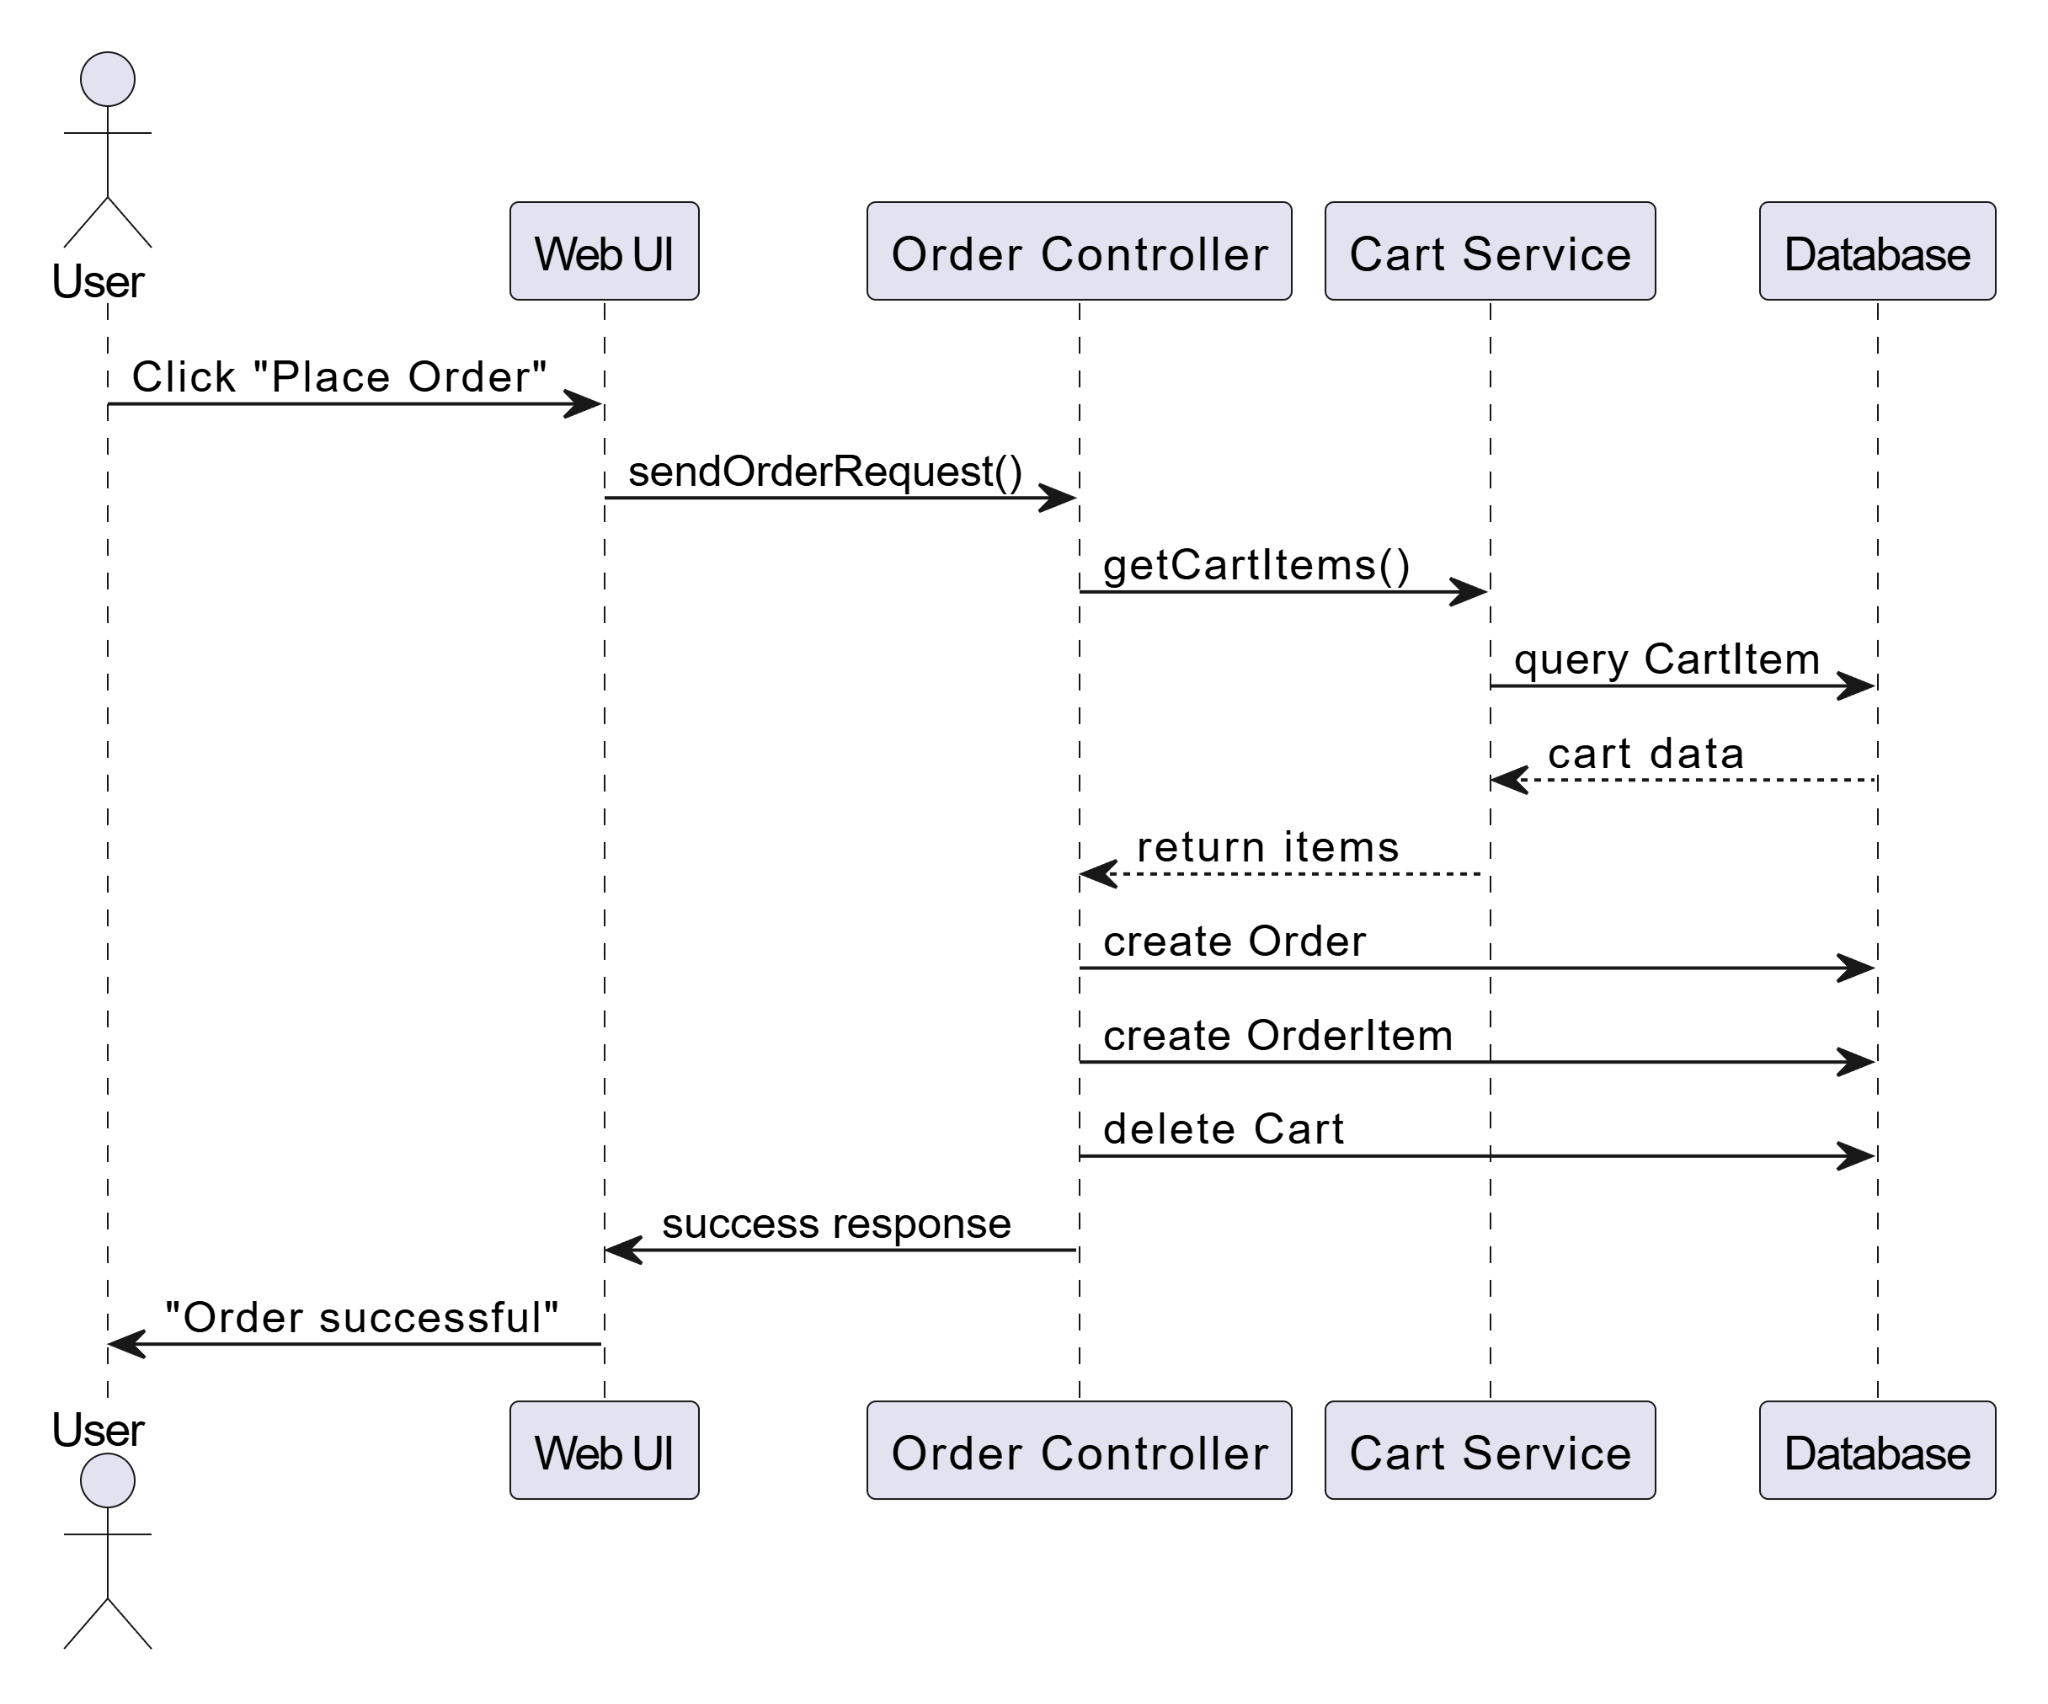 User
Web UI
Order Controller
Cart Service
Database
Click "Place Order"
sendOrderRequest()
getCartItems()
query CartItem
cart data
return items
create Order
create OrderItem
delete Cart
success response
"Order successful"
User
Web UI
Order Controller
Cart Service
Database